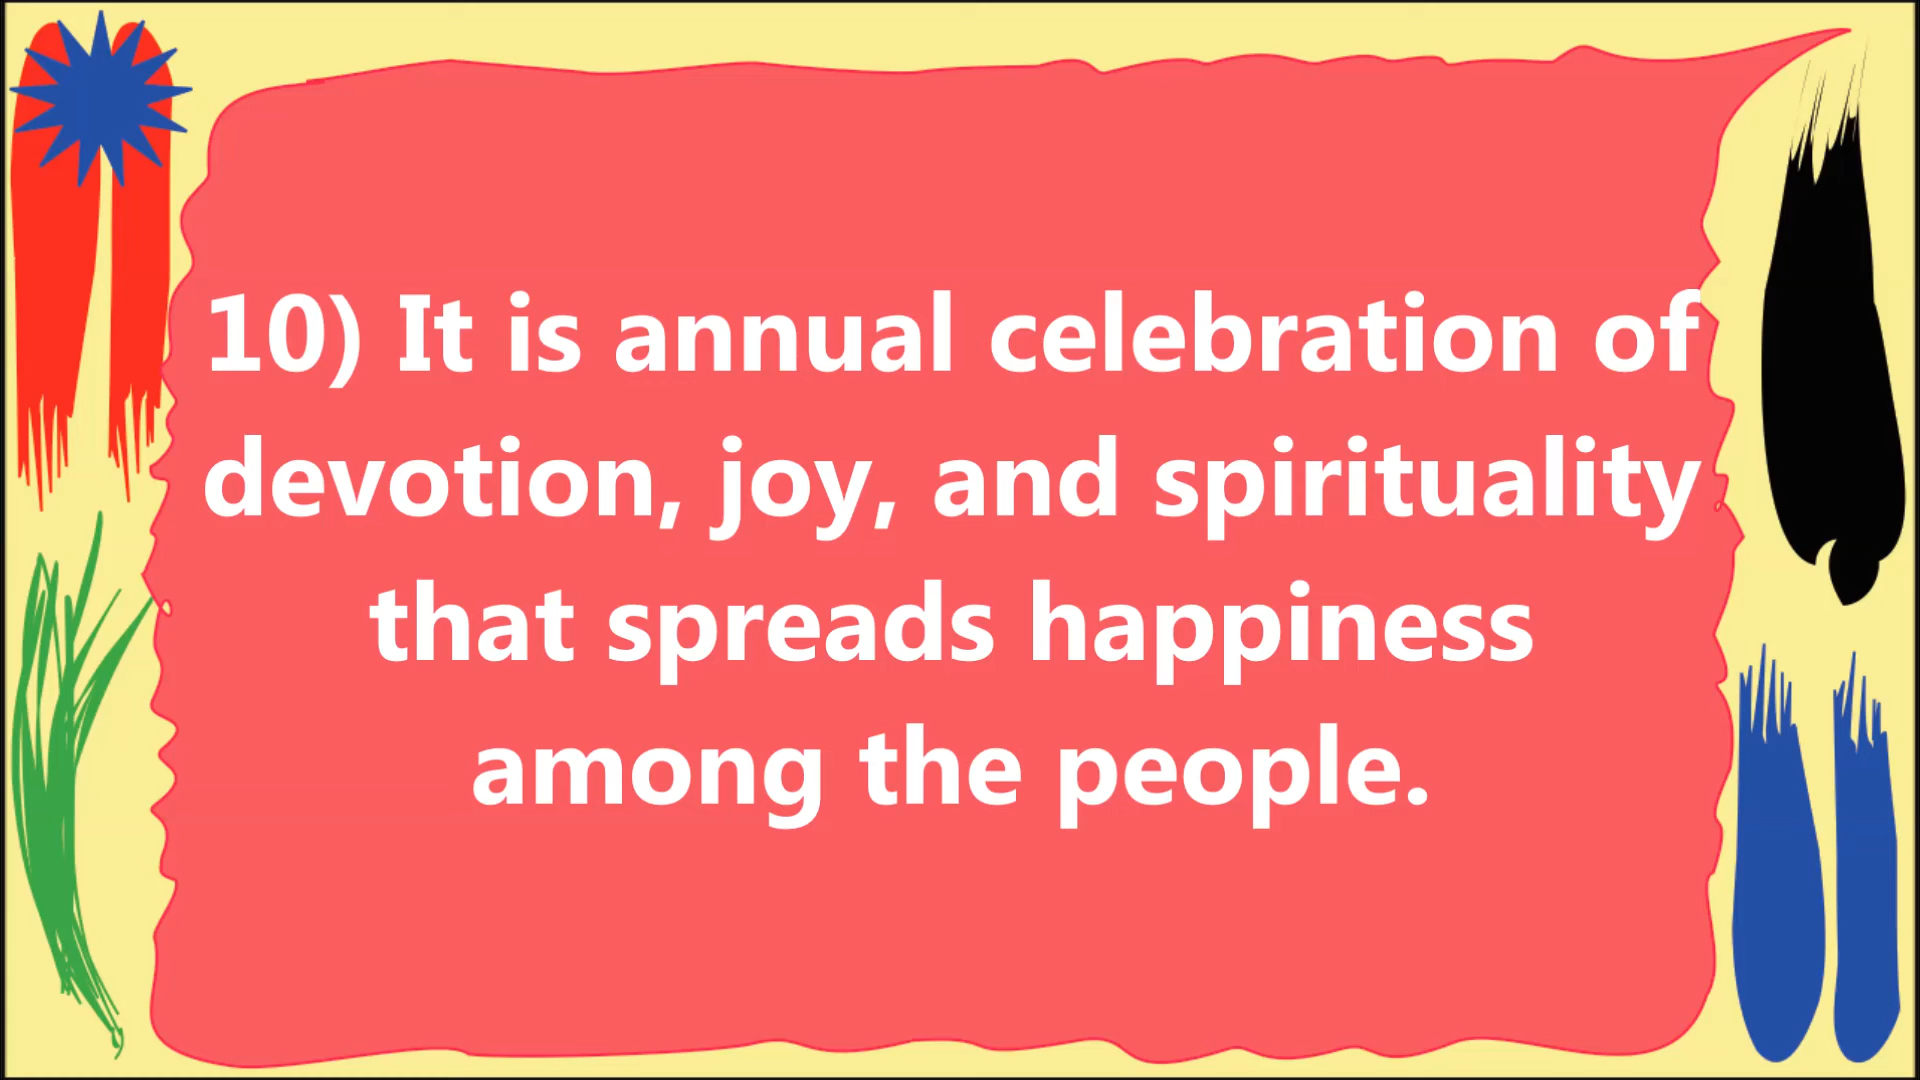 10) It is annual celebration of
devotion, joy, and spirituality
that spreads happiness
among the people.